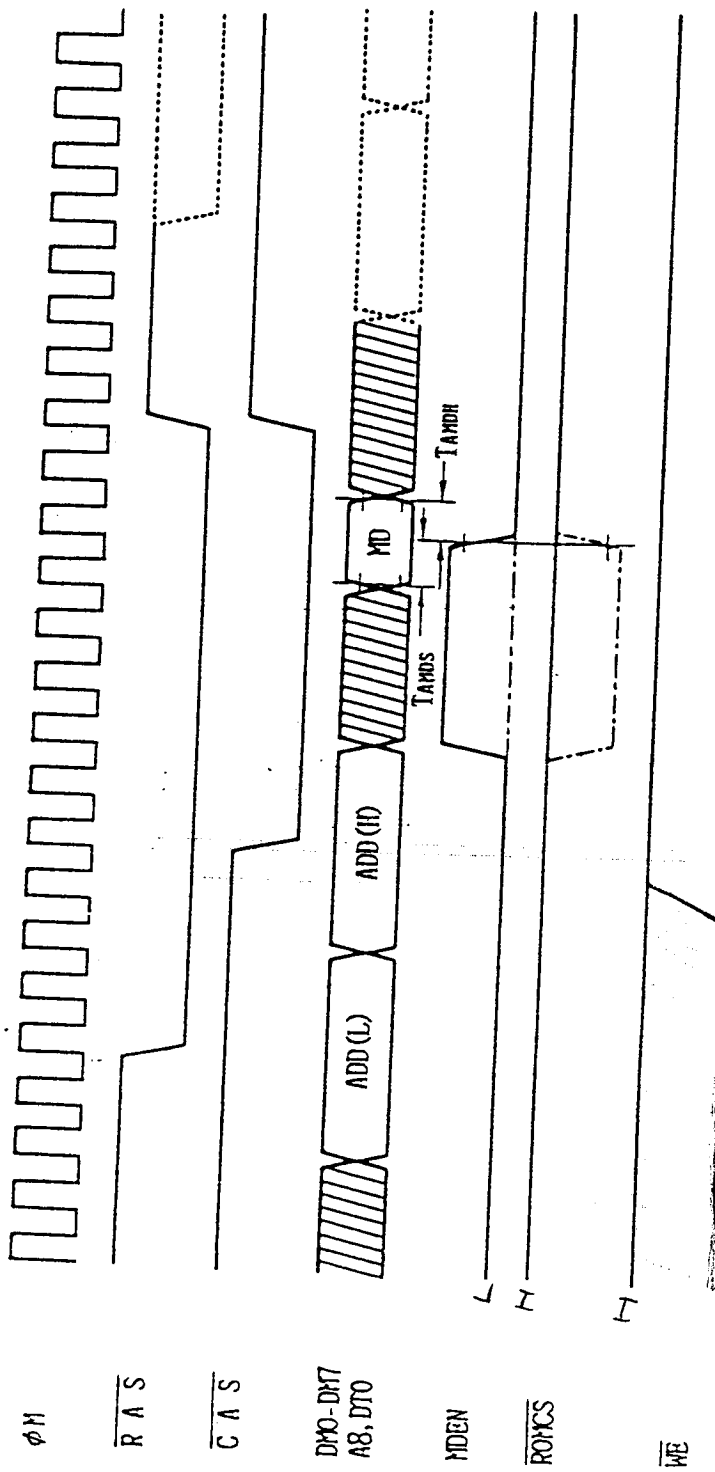 φM
RAS
CAS
DM0-DM7
A8, DT0
MDEN
ROMCS
WE
ADD(L)
ADD(H)
MD
TAMDS
TAMDH
L
H
H